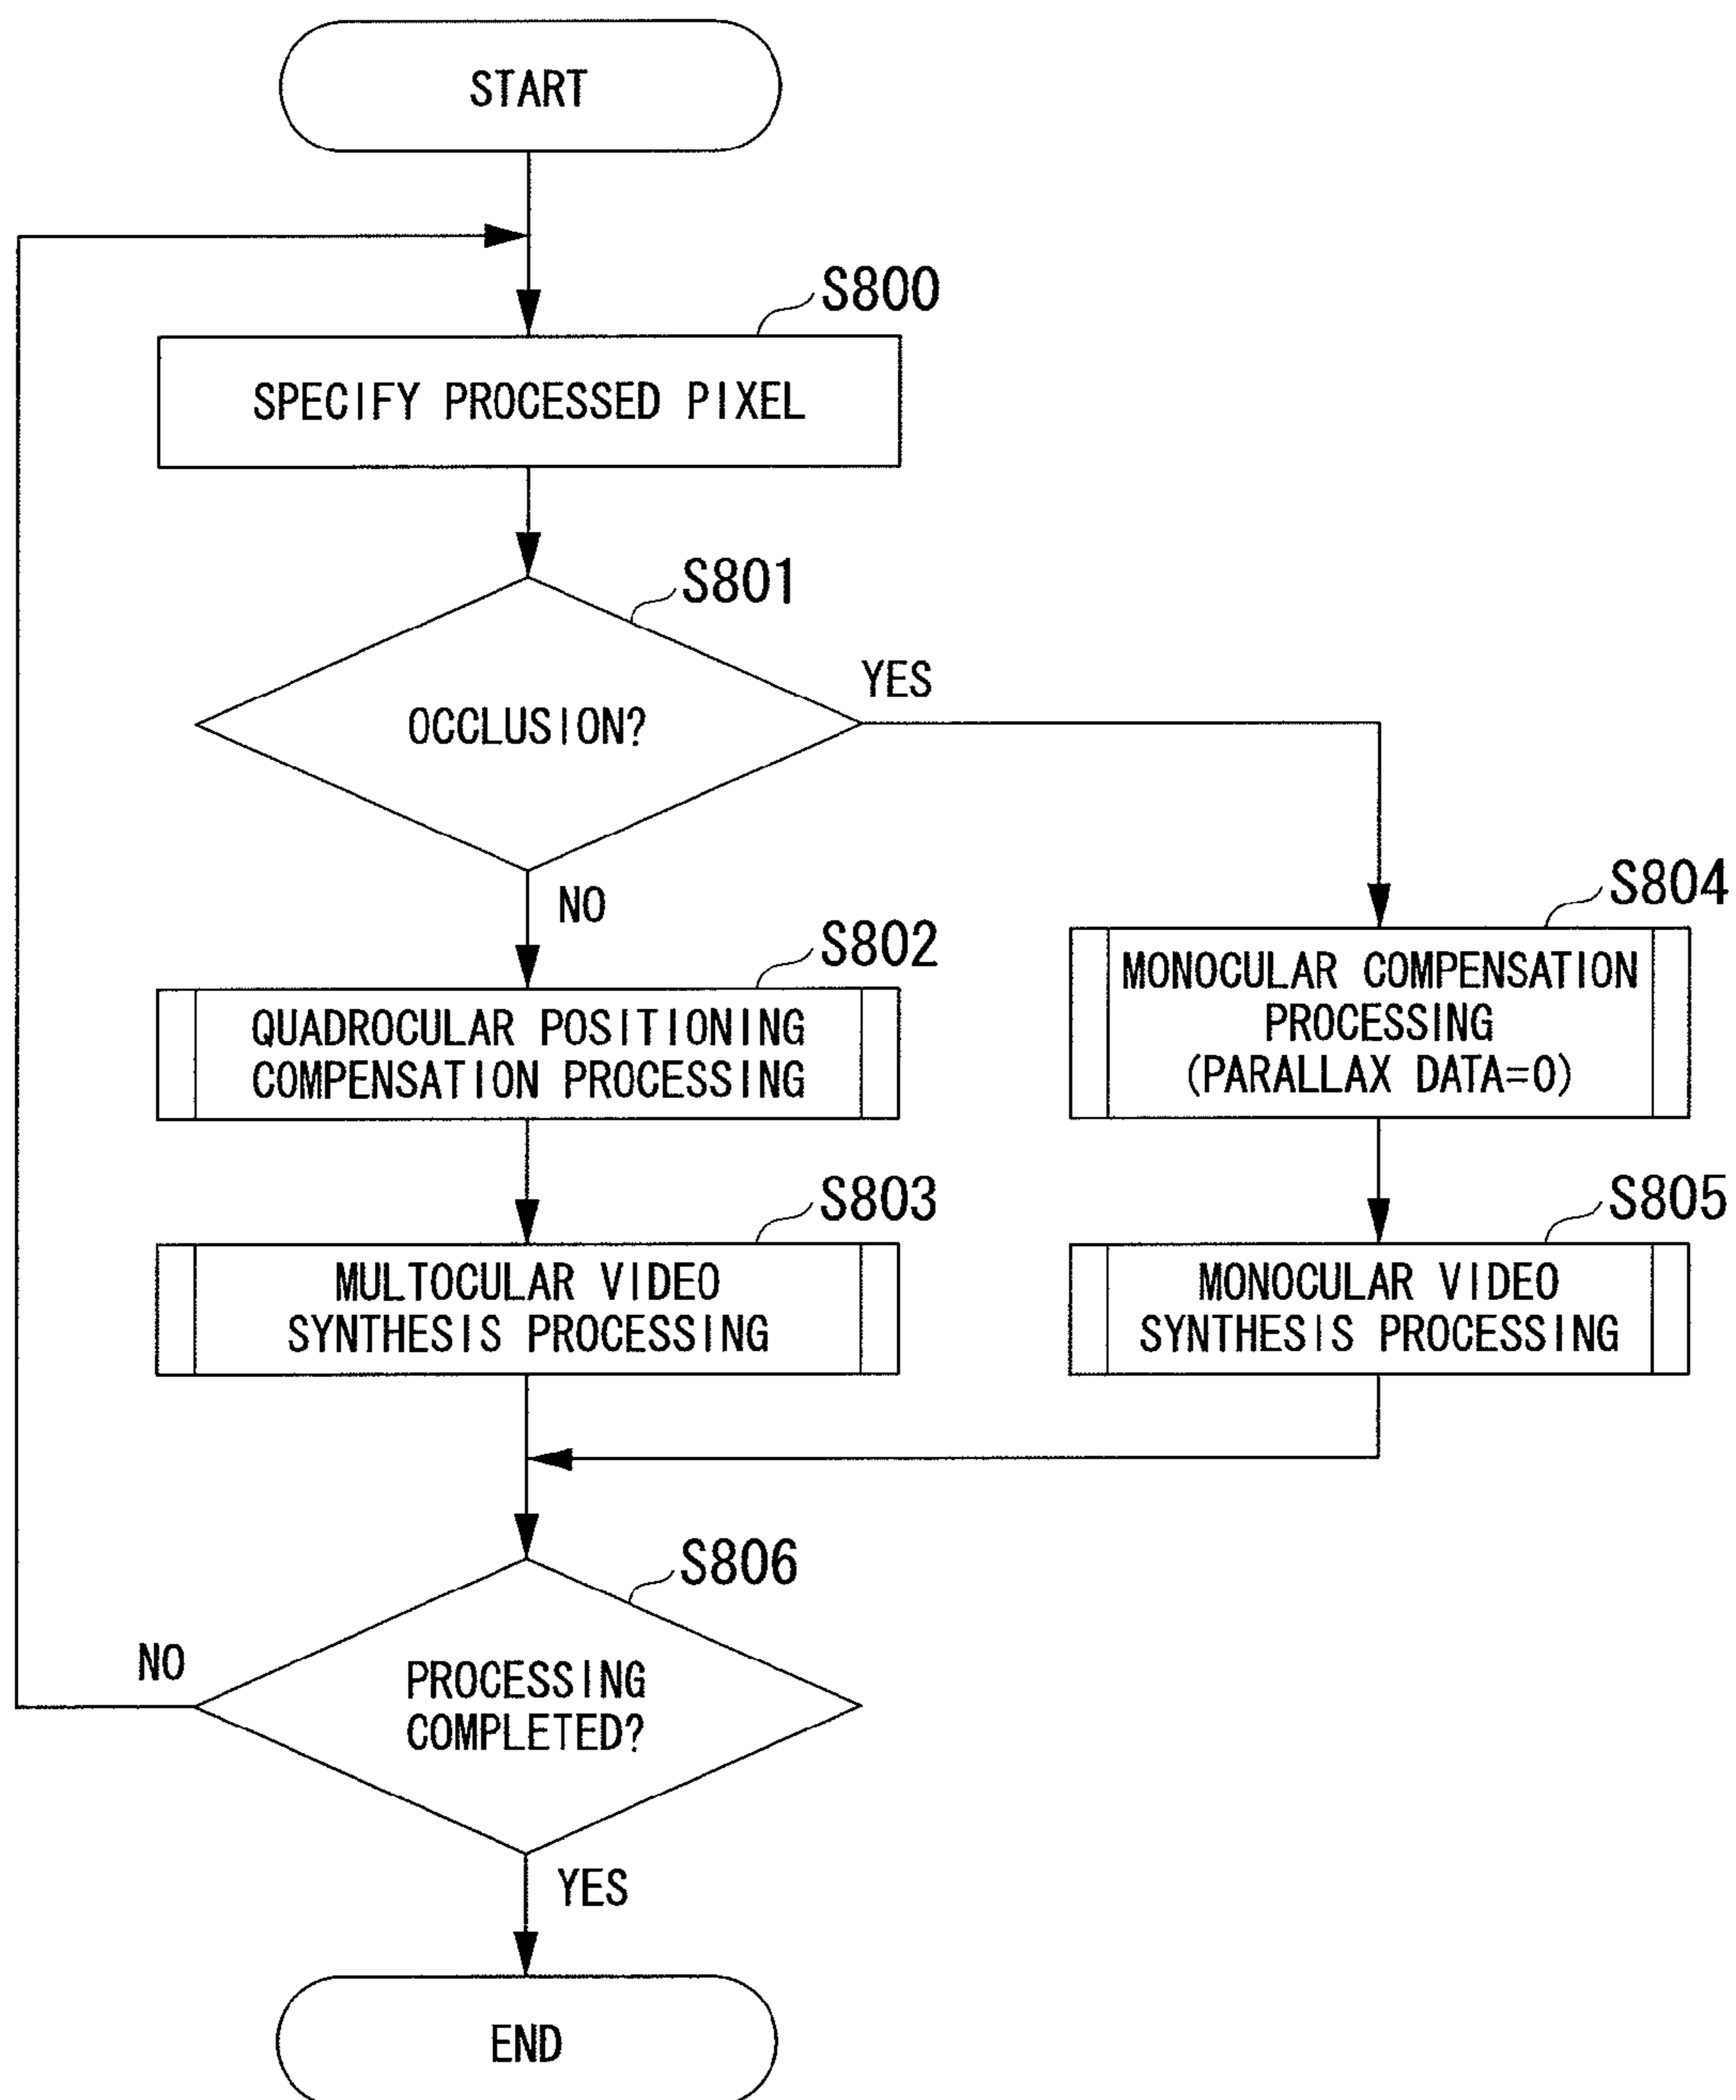 START
S800
SPECIFY PROCESSED PIXEL
S801
OCCLUSION?
YES
NO
S802
QUADROCULAR POSITIONING
COMPENSATION PROCESSING
S804
MONOCULAR COMPENSATION
PROCESSING
(PARALLAX DATA=0)
S803
MULTOCULAR VIDEO
SYNTHESIS PROCESSING
S805
MONOCULAR VIDEO
SYNTHESIS PROCESSING
S806
PROCESSING
COMPLETED?
NO
YES
END